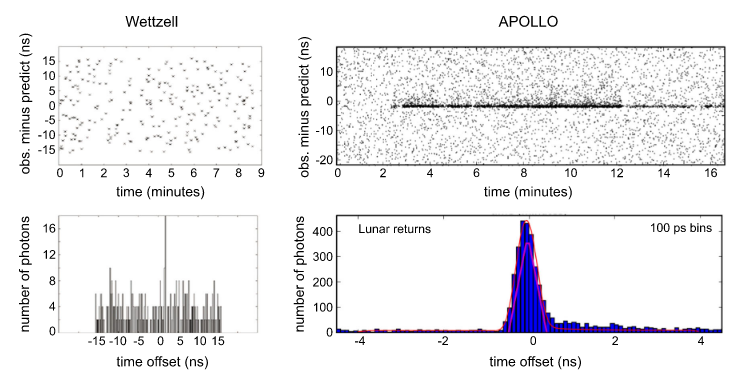 Wettzell
APOLLO
obs. minus predict (ns)
15
10
5
0
-5
-10
-15
0 1 2 3 4 5 6 7 8 9
time (minutes)
obs. minus predict (ns)
10
0
-10
-20
0 2 4 6 8 10 12 14 16
time (minutes)
number of photons
16
12
8
4
0
-15 -10 -5 0 5 10 15
time offset (ns)
number of photons
400
300
200
100
0
Lunar returns
100 ps bins
-4 -2 0 2 4
time offset (ns)